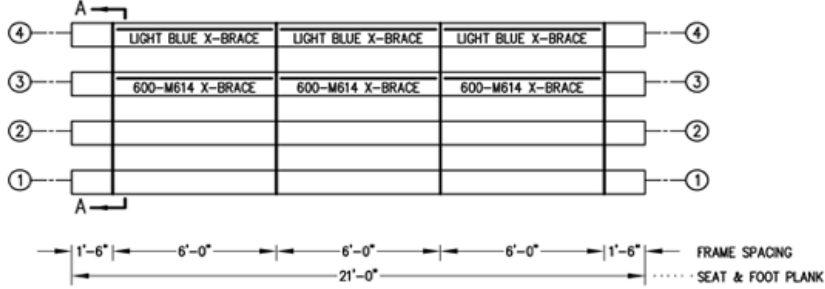 A
4 LIGHT BLUE X-BRACE LIGHT BLUE X-BRACE LIGHT BLUE X-BRACE 4
3 600-M614 X-BRACE 600-M614 X-BRACE 600-M614 X-BRACE 3
2 2
1 1
A
1'-6" 6'-0" 6'-0" 6'-0" 1'-6" FRAME SPACING
21'-0" SEAT & FOOT PLANK